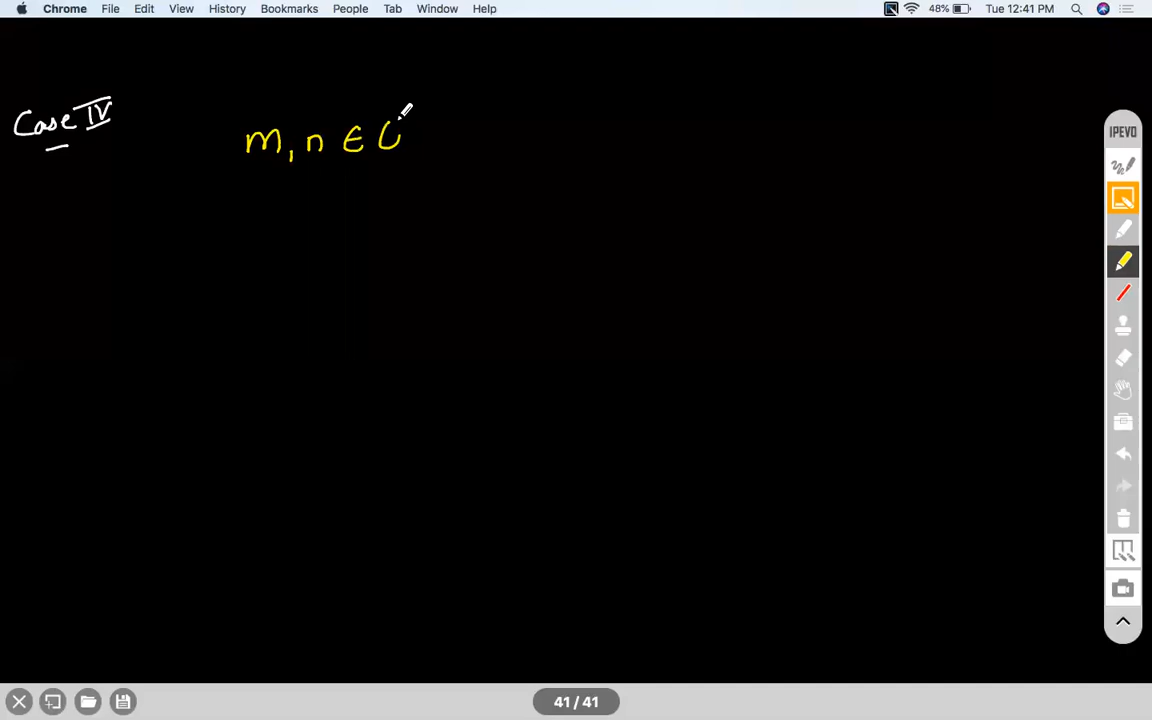 Chrome File Edit View History Bookmarks People Tab Window Help 48% Tue 12:41 PM
Case IV
m, n ∈
IPEVO
41 / 41